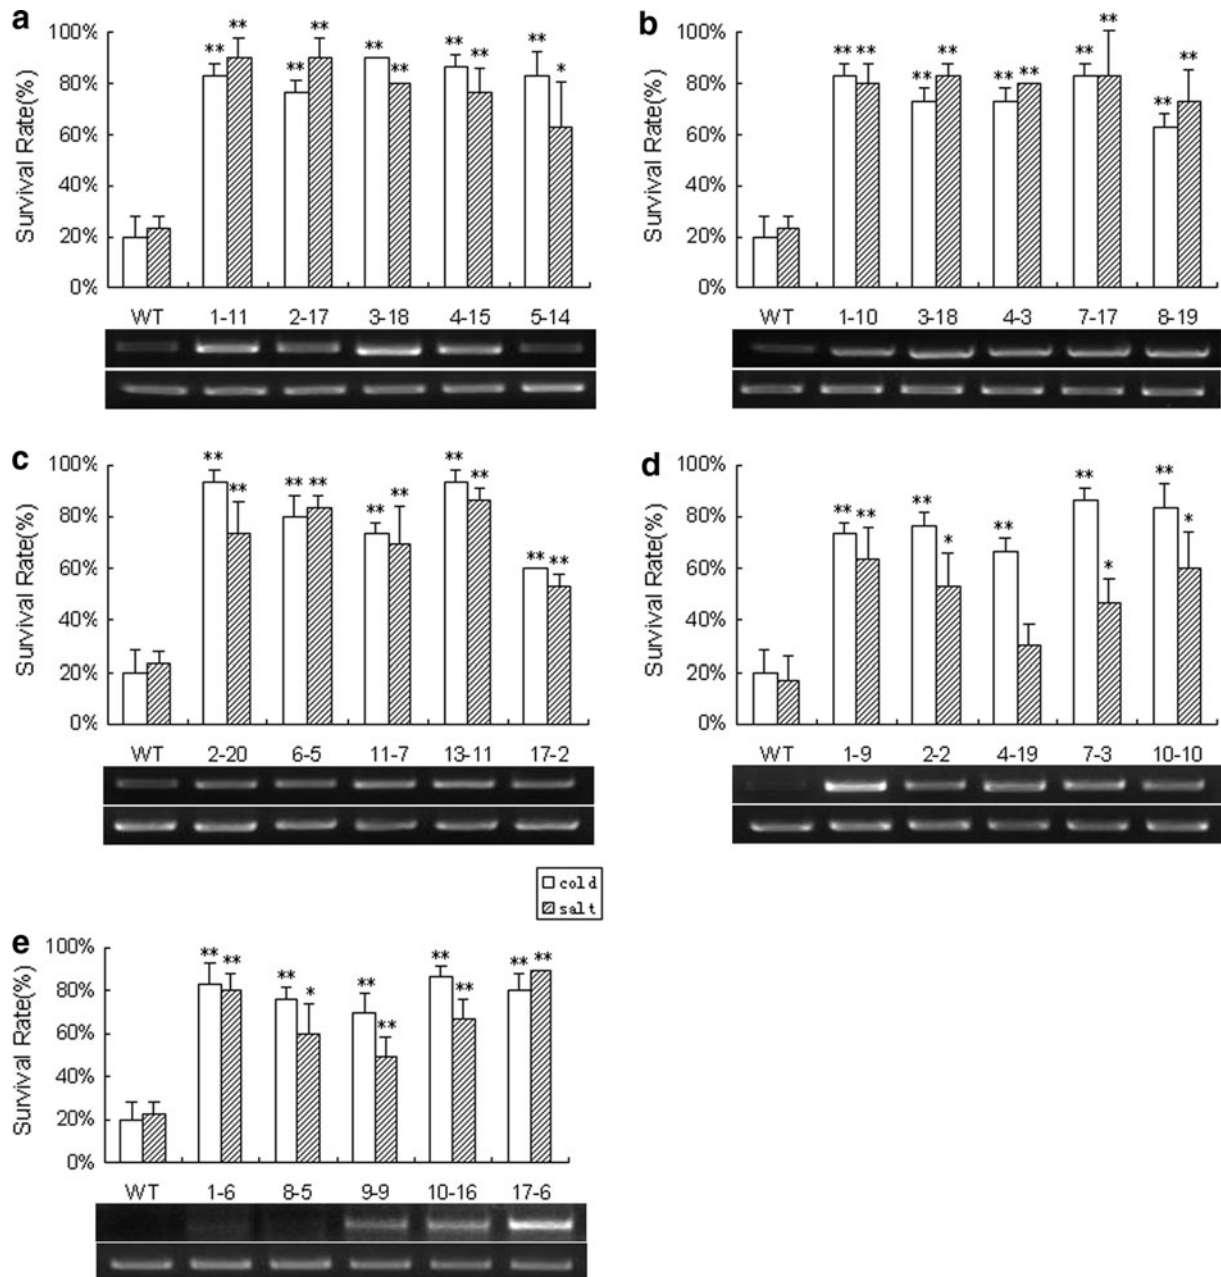 a
Survival Rate(%)
100%
80%
60%
40%
20%
0%
** ** ** ** ** ** ** ** ** *
WT 1-11 2-17 3-18 4-15 5-14
b
Survival Rate(%)
100%
80%
60%
40%
20%
0%
** ** ** ** ** ** ** ** ** **
WT 1-10 3-18 4-3 7-17 8-19
c
Survival Rate(%)
100%
80%
60%
40%
20%
0%
** ** ** ** ** ** ** ** ** **
WT 2-20 6-5 11-7 13-11 17-2
d
Survival Rate(%)
100%
80%
60%
40%
20%
0%
** ** ** * ** ** * ** *
WT 1-9 2-2 4-19 7-3 10-10
cold
salt
e
Survival Rate(%)
100%
80%
60%
40%
20%
0%
** ** ** * ** ** ** ** ** **
WT 1-6 8-5 9-9 10-16 17-6